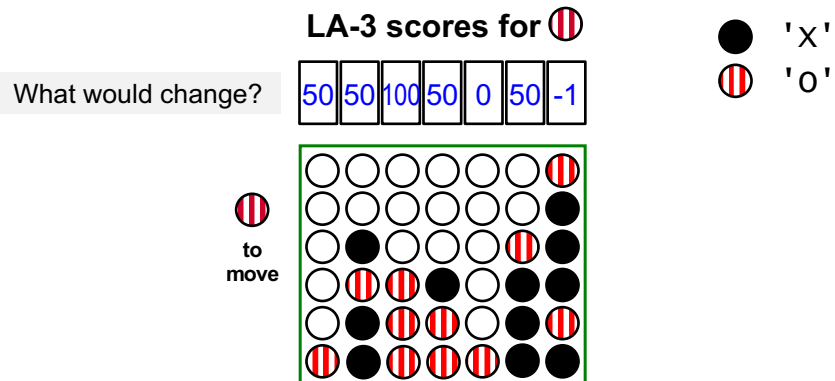 LA-3 scores for
'X'
'O'
What would change?
50 50 100 50 0 50 -1
to
move